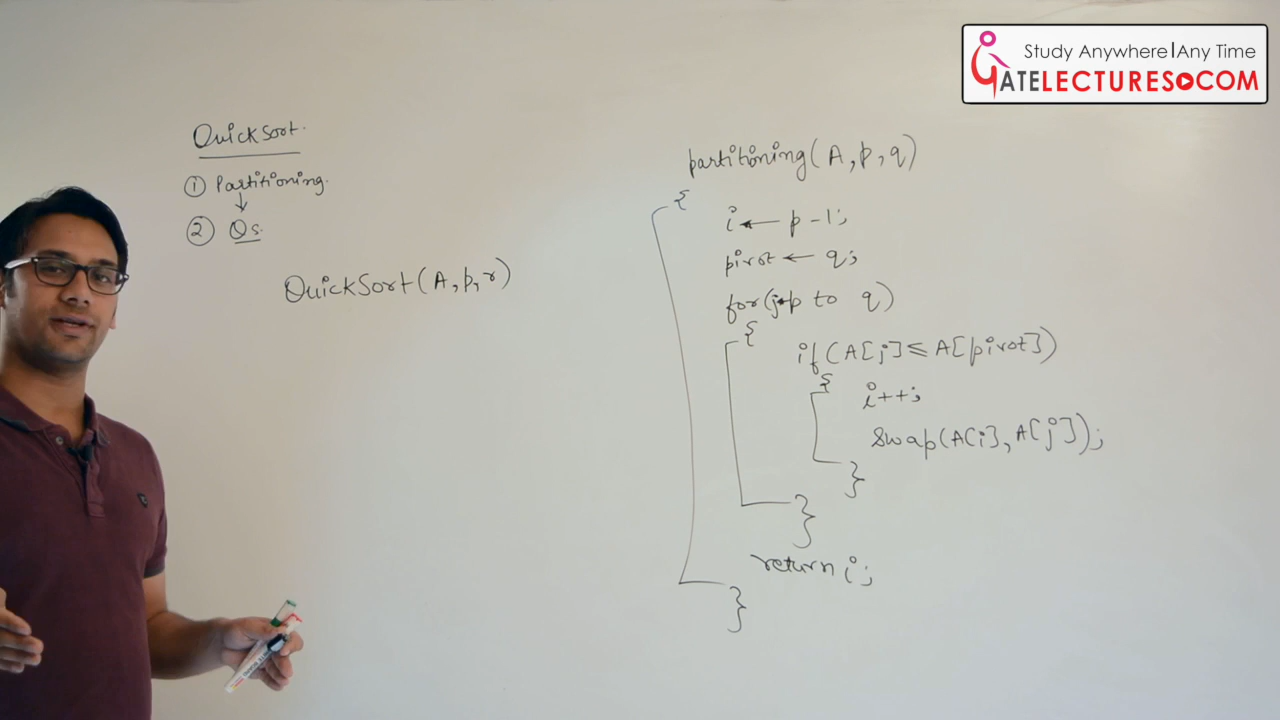 Study Anywhere|Any Time
GATELECTURES.COM
QuickSort.
① Partitioning.
② QS.
QuickSort(A,p,r)
partitioning(A,p,q)
{
i ← p-1;
pivot ← q;
for(j←p to q)
{
if(A[j]≤A[pivot])
{
i++;
Swap(A[i],A[j]);
}
}
return i;
}